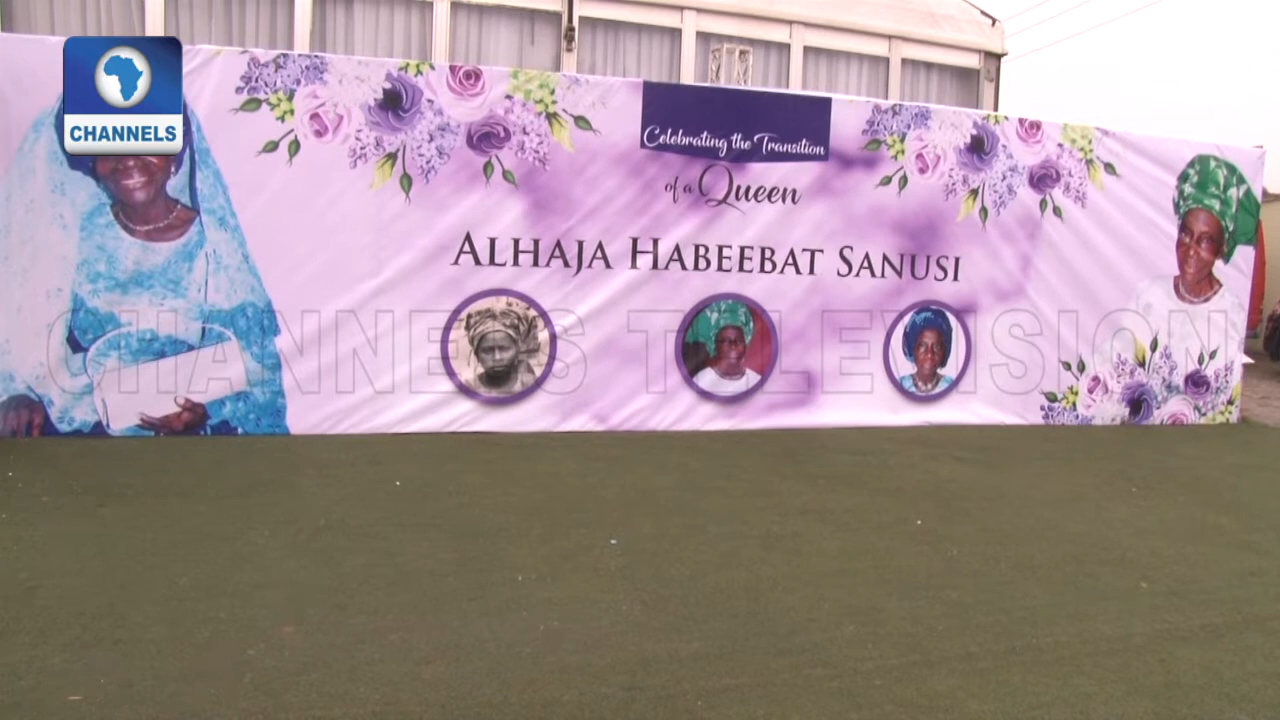 CHANNELS
Celebrating the Transition
of a Queen
ALHAJA HABEEBAT SANUSI
CHANNELS TELEVISION